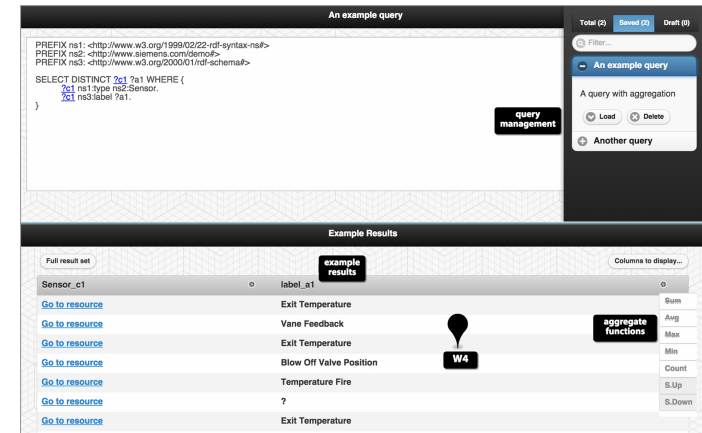 An example query
Total (2) Saved (2) Draft (0)
Filter...
An example query
A query with aggregation
Load Delete
Another query
PREFIX ns1: <http://www.w3.org/1999/02/22-rdf-syntax-ns#>
PREFIX ns2: <http://www.siemens.com/demo#>
PREFIX ns3: <http://www.w3.org/2000/01/rdf-schema#>
SELECT DISTINCT ?c1 ?a1 WHERE {
?c1 ns1:type ns2:Sensor.
?c1 ns3:label ?a1.
}
query
management
Example Results
Full result set
example
results
Columns to display...
Sensor_c1 label_a1
Go to resource Exit Temperature
Go to resource Vane Feedback
Go to resource Exit Temperature
Go to resource Blow Off Valve Position
Go to resource Temperature Fire
Go to resource ?
Go to resource Exit Temperature
W4
aggregate
functions
Sum
Avg
Max
Min
Count
S.Up
S.Down